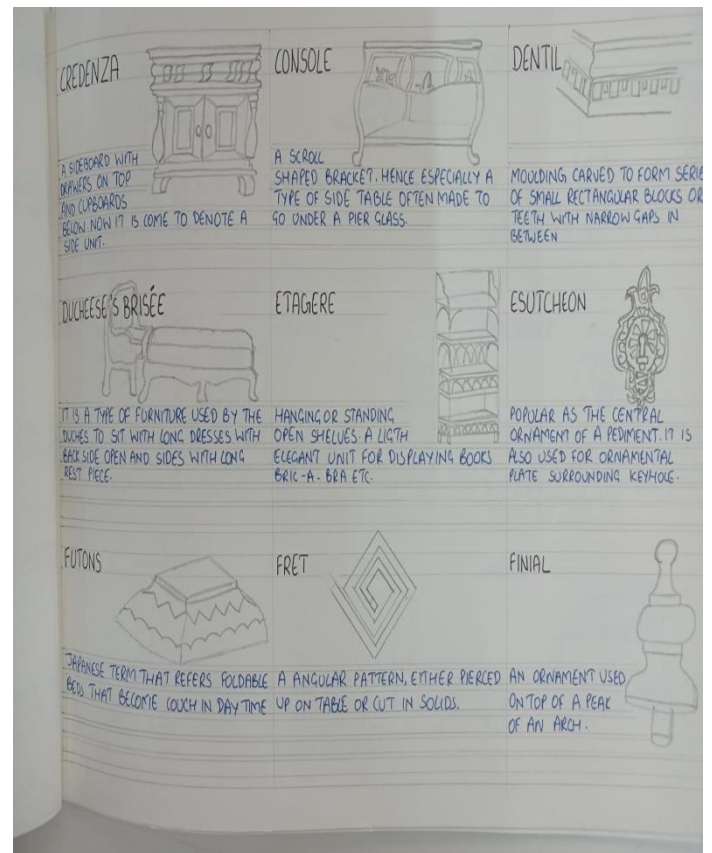 CREDENZA
A SIDEBOARD WITH
DRAWERS ON TOP
AND CUPBOARDS
BELOW NOW IT IS COME TO DENOTE A
SIDE UNIT.
CONSOLE
A SCROLL
SHAPED BRACKET. HENCE ESPECIALLY A
TYPE OF SIDE TABLE OFTEN MADE TO
GO UNDER A PIER GLASS.
DENTIL
MOULDING CARVED TO FORM SERIE
OF SMALL RECTANGULAR BLOCKS OR
TEETH WITH NARROW GAPS IN
BETWEEN
DUCHEESE'S BRISÉE
IT IS A TYPE OF FURNITURE USED BY THE
DUCHES TO SIT WITH LONG DRESSES WITH
BACK SIDE OPEN AND SIDES WITH LONG
REST PIECE.
ETAGERE
HANGING OR STANDING
OPEN SHELVES. A LIGTH
ELEGANT UNIT FOR DISPLAYING BOOKS
BRIC-A-BRA ETC.
ESUTCHEON
POPULAR AS THE CENTRAL
ORNAMENT OF A PEDIMENT. IT IS
ALSO USED FOR ORNAMENTAL
PLATE SURROUNDING KEYHOLE.
FUTONS
JAPANESE TERM THAT REFERS FOLDABLE
BEDS THAT BECOME COUCH IN DAY TIME
FRET
A ANGULAR PATTERN, EITHER PIERCED
UP ON TABLE OR CUT IN SOLIDS.
FINIAL
AN ORNAMENT USED
ON TOP OF A PEAK
OF AN ARCH.